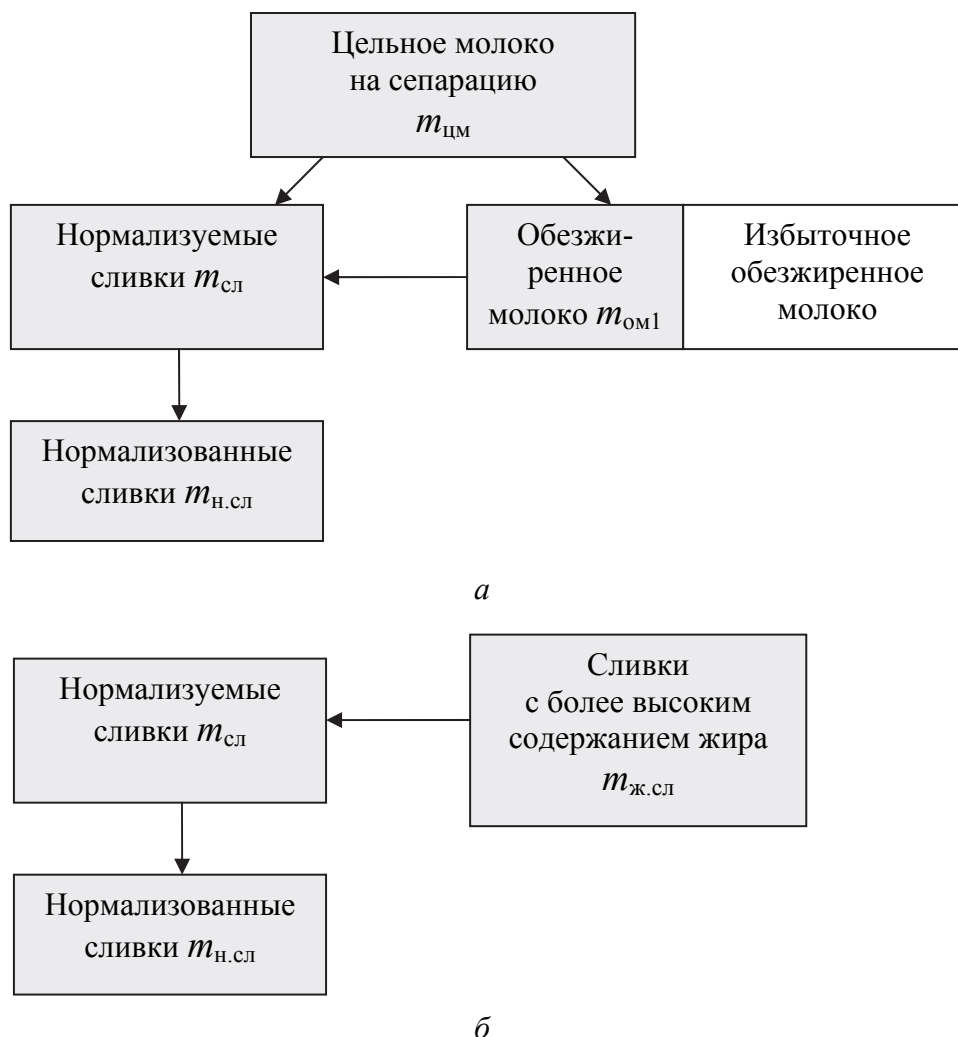 Цельное молоко
на сепарацию
mцм
Нормализуемые
сливки mсл
Обезжи-
ренное
молоко mом1
Избыточное
обезжиренное
молоко
Нормализованные
сливки mн.сл
а
Нормализуемые
сливки mсл
Сливки
с более высоким
содержанием жира
mж.сл
Нормализованные
сливки mн.сл
б